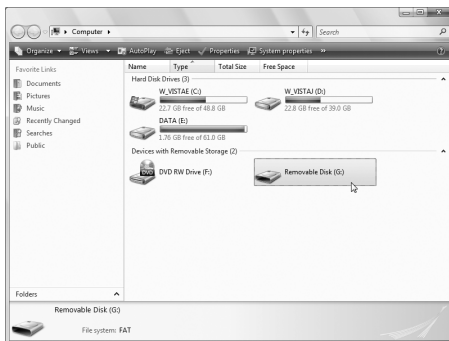 Computer
Search
Organize Views AutoPlay Eject Properties System properties »
Favorite Links
Documents
Pictures
Music
Recently Changed
Searches
Public
Folders
Name Type Total Size Free Space
Hard Disk Drives (3)
W_VISTAE (C:) W_VISTAJ (D:)
22.7 GB free of 48.8 GB 22.8 GB free of 39.0 GB
DATA (E:)
1.76 GB free of 61.0 GB
Devices with Removable Storage (2)
DVD RW Drive (F:) Removable Disk (G:)
Removable Disk (G:)
File system: FAT